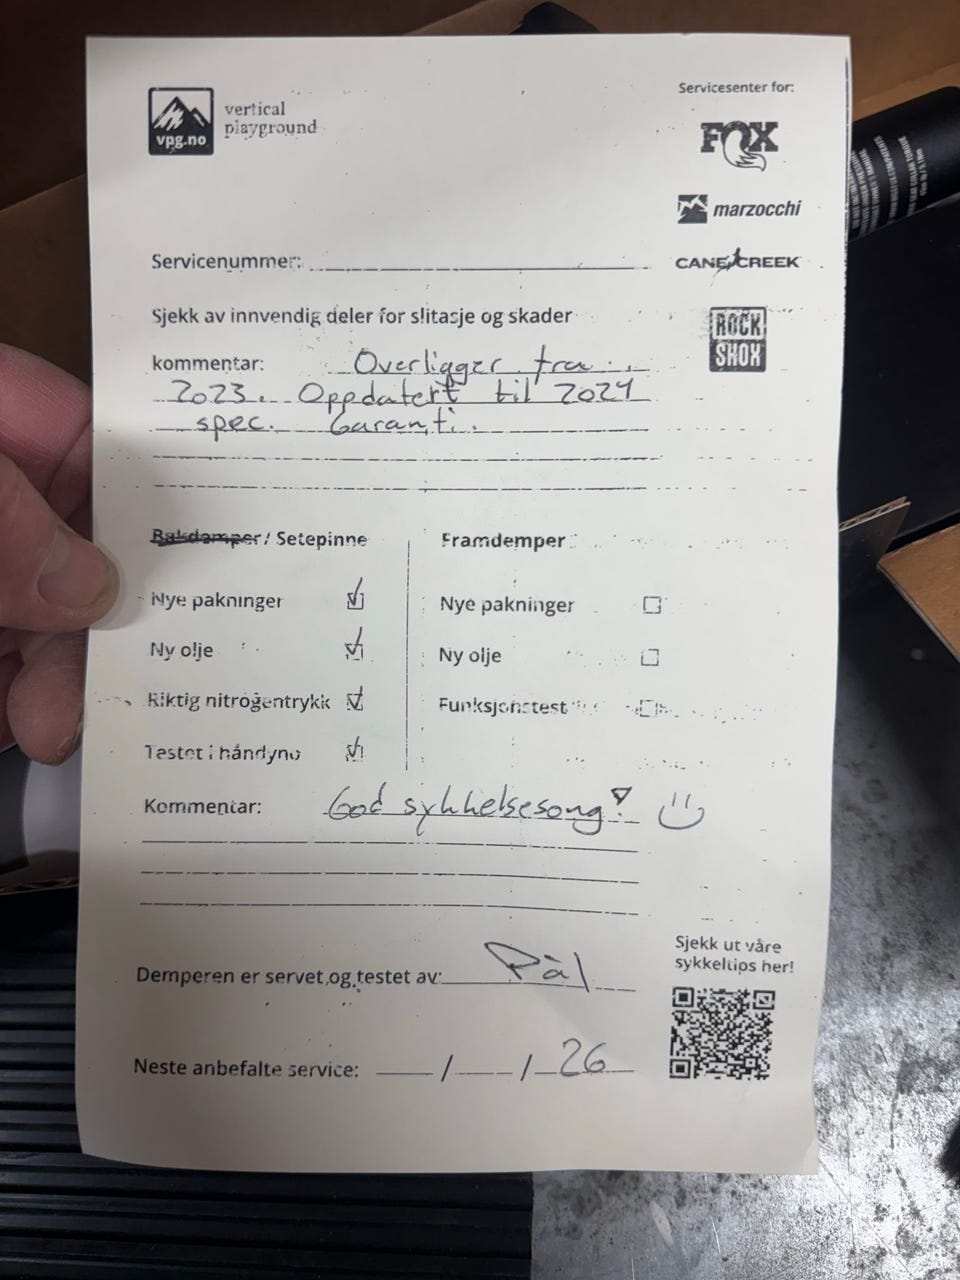 vpg.no
vertical
playground
Servicesenter for:
FOX
marzocchi
CANE CREEK
ROCK
SHOX
Servicenummer:
Sjekk av innvendig deler for slitasje og skader
kommentar: Overligger fra
2023. Oppdatert til 2024
spec. Garanti.
Bakdamper / Setepinne
Nye pakninger
Ny olje
Riktig nitrogentrykk
Testet i håndyno
Framdemper
Nye pakninger
Ny olje
Funksjonstest
Kommentar: God sykkelsesong!
Demperen er servet og testet av: Pål
Neste anbefalte service: / / 26
Sjekk ut våre
sykkeltips her!